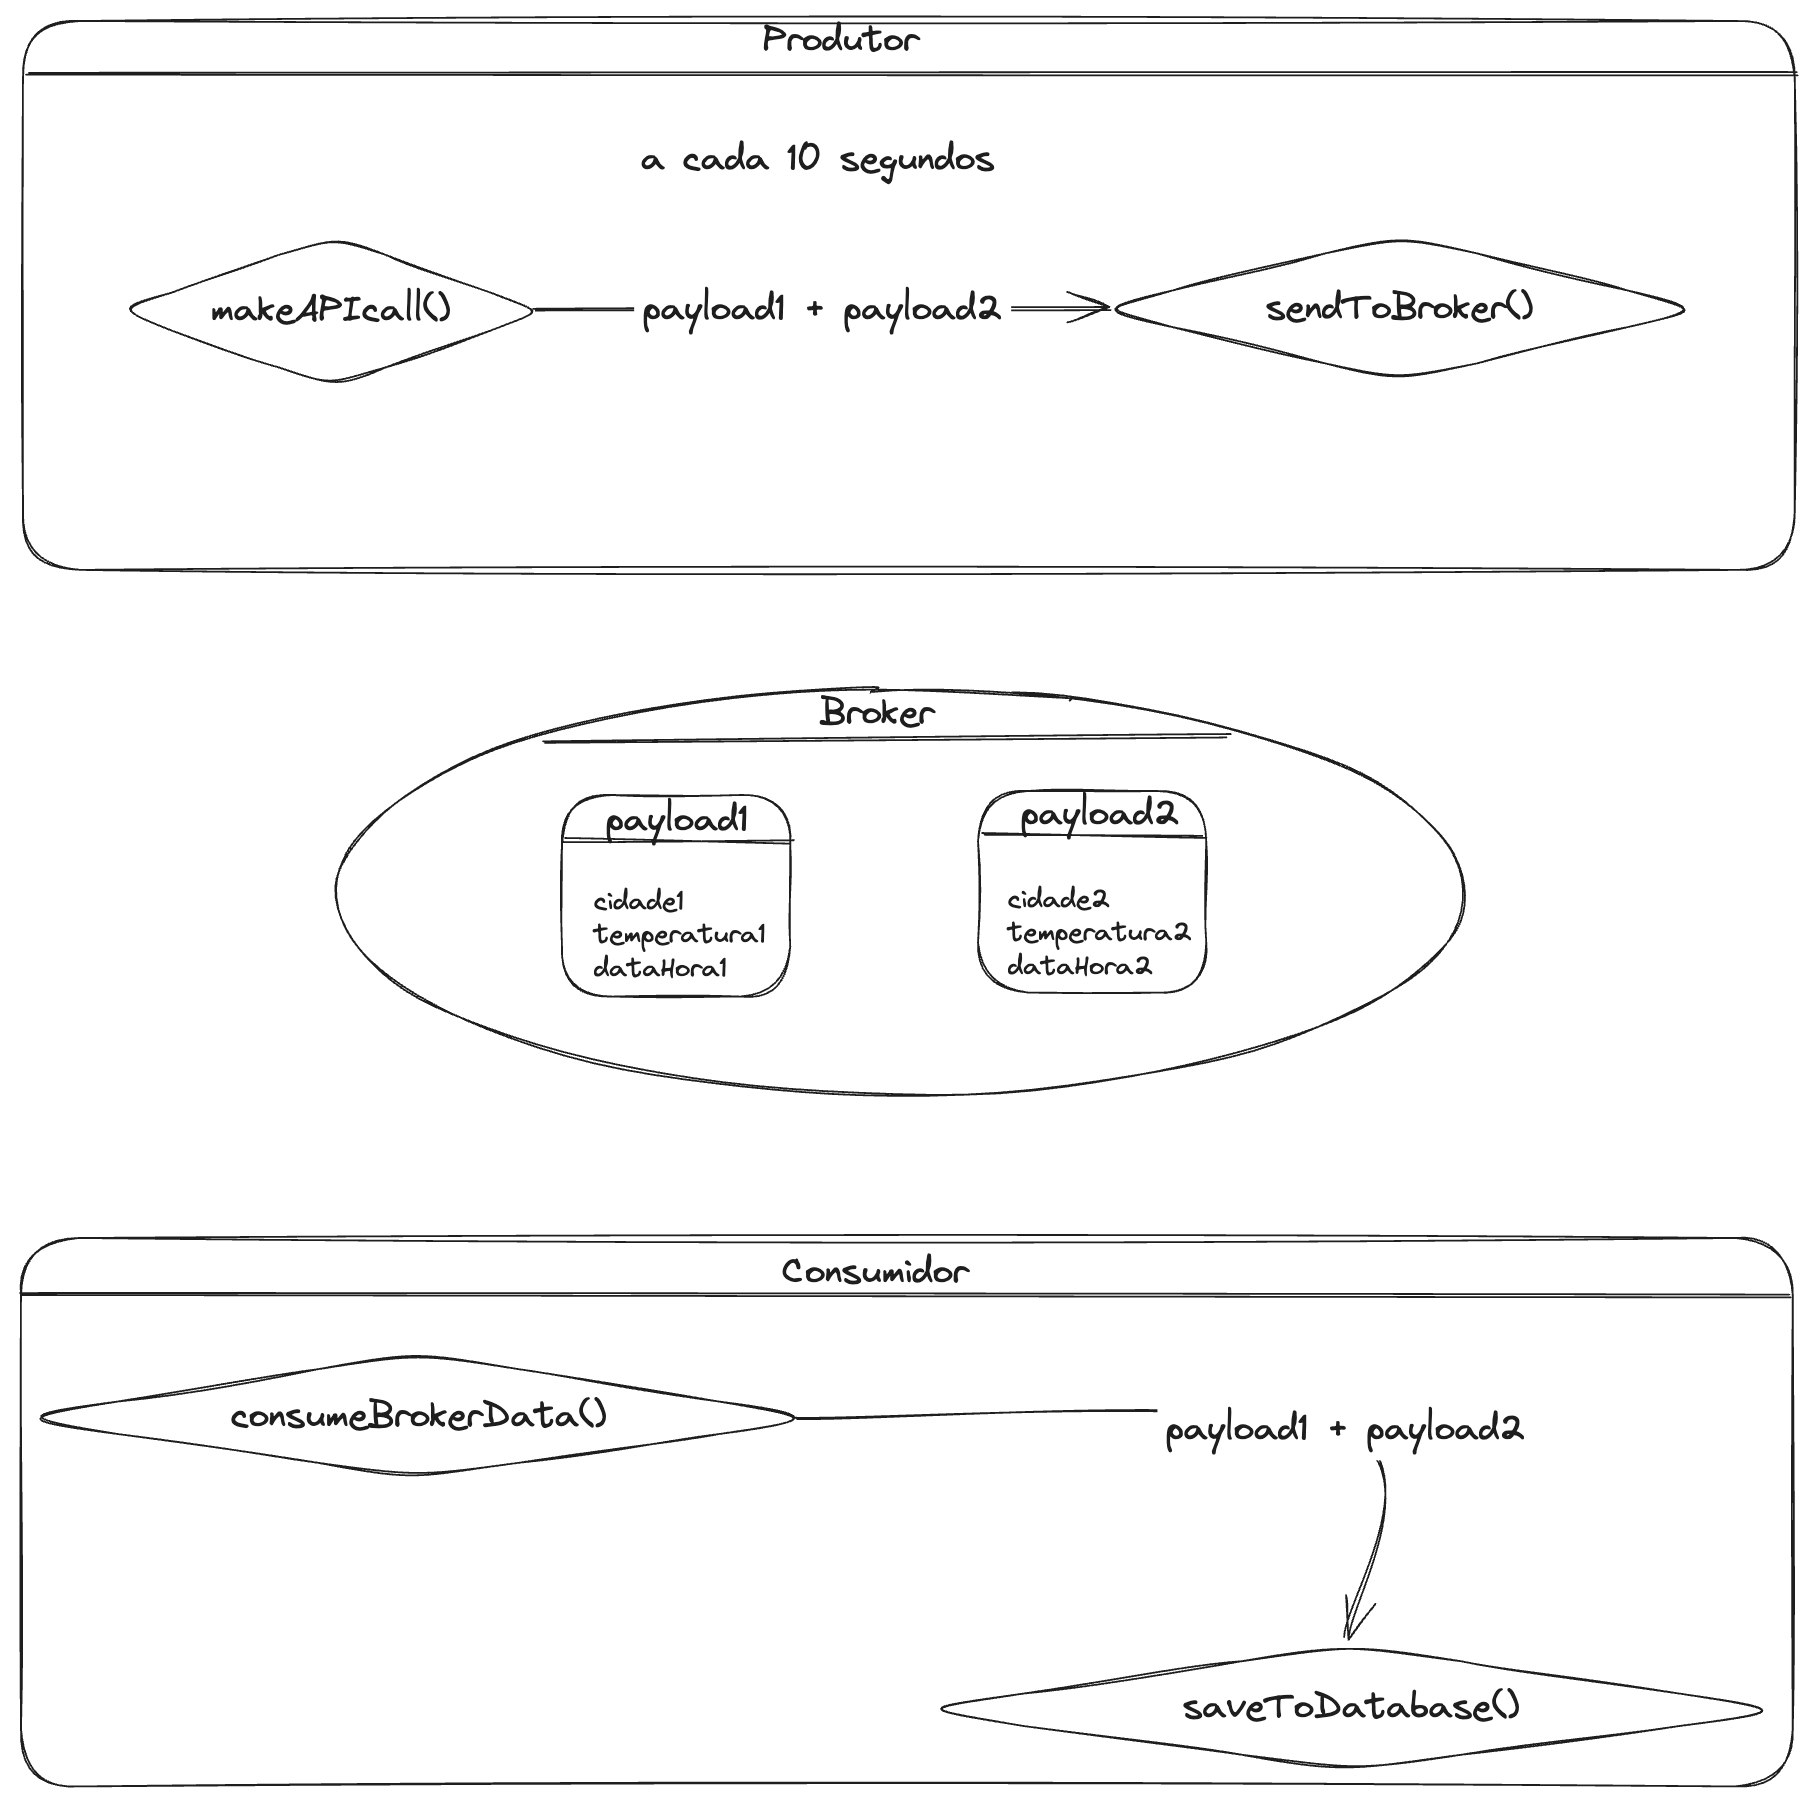 Produtor
a cada 10 segundos
makeAPIcall()
payload1 + payload2
sendToBroker()
Broker
payload1
cidade1
temperatura1
dataHora1
payload2
cidade2
temperatura2
dataHora2
Consumidor
consumeBrokerData()
payload1 + payload2
saveToDatabase()